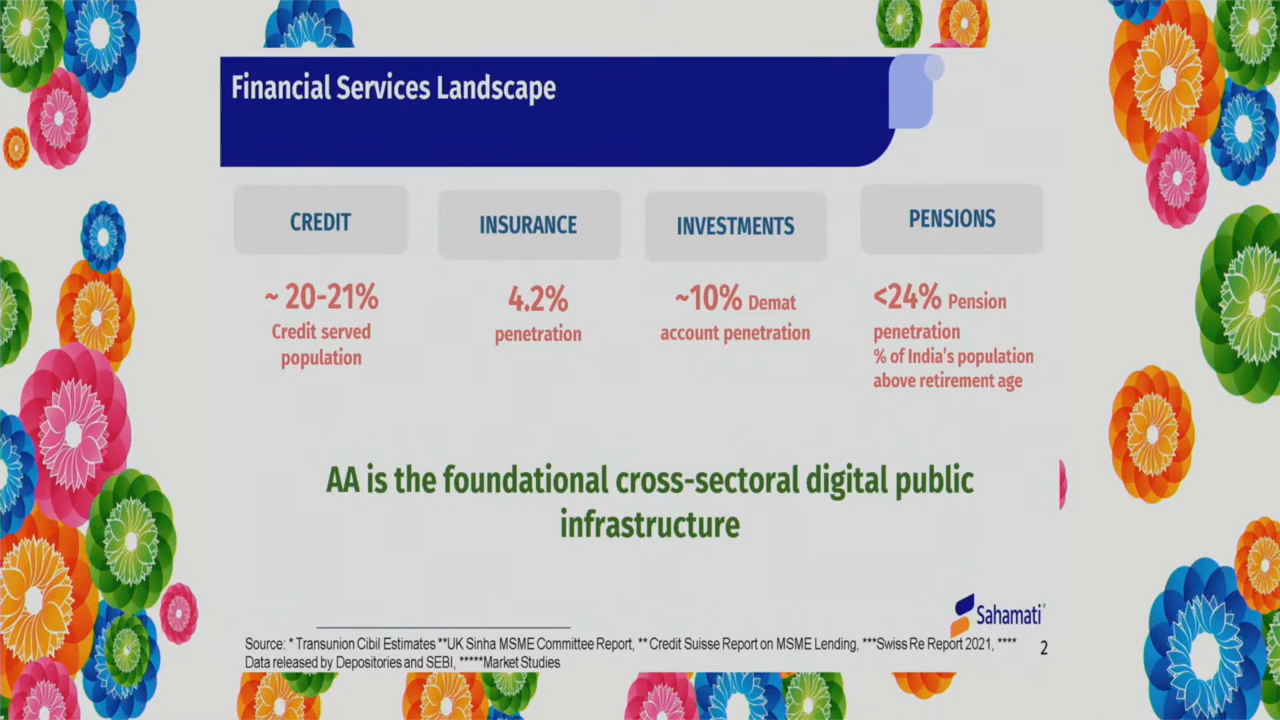 Financial Services Landscape
CREDIT
INSURANCE
INVESTMENTS
PENSIONS
~ 20-21%
Credit served
population
4.2%
penetration
~10% Demat
account penetration
<24% Pension
penetration
% of India's population
above retirement age
AA is the foundational cross-sectoral digital public
infrastructure
Sahamati
Source: * Transunion Cibil Estimates **UK Sinha MSME Committee Report, ** Credit Suisse Report on MSME Lending, ***Swiss Re Report 2021, ****
Data released by Depositories and SEBI, *****Market Studies
2